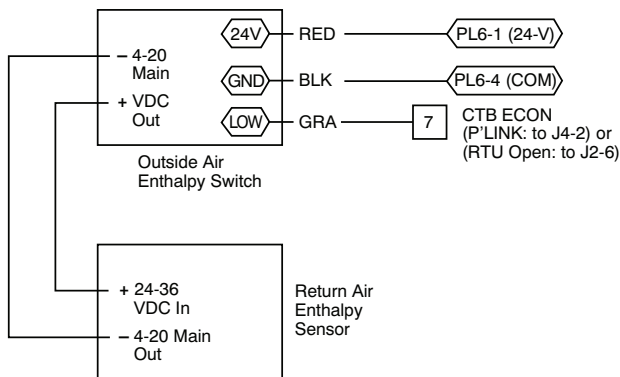 24V RED PL6-1 (24-V)
– 4-20
Main
GND BLK PL6-4 (COM)
+ VDC
Out
LOW GRA 7 CTB ECON
(P'LINK: to J4-2) or
(RTU Open: to J2-6)
Outside Air
Enthalpy Switch
+ 24-36
VDC In
– 4-20 Main
Out
Return Air
Enthalpy
Sensor